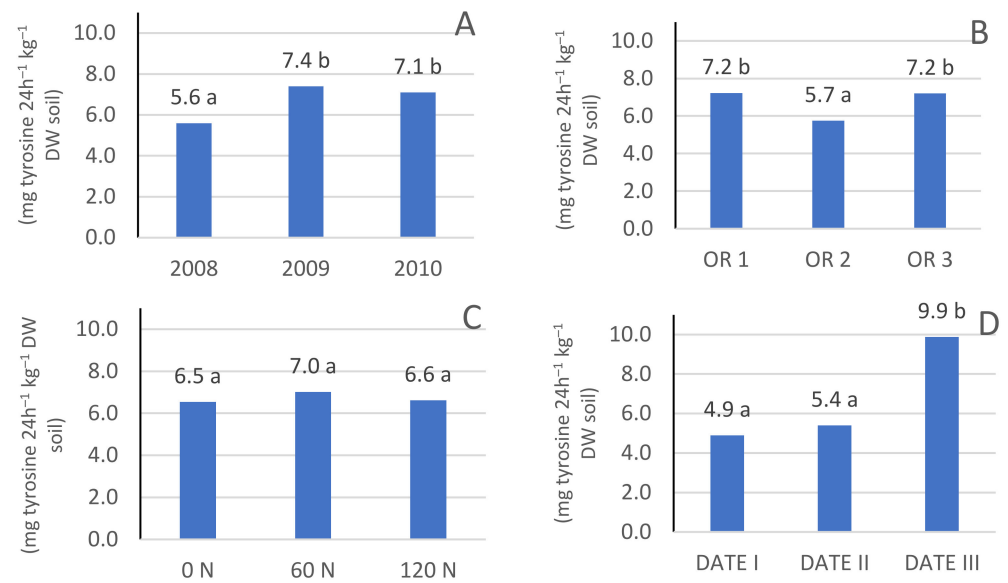 A
(mg tyrosine 24h⁻¹ kg⁻¹
DW soil)
10.0
8.0
6.0
4.0
2.0
0.0
5.6 a
7.4 b
7.1 b
2008
2009
2010
B
(mg tyrosine 24h⁻¹ kg⁻¹
DW soil)
10.0
8.0
6.0
4.0
2.0
0.0
7.2 b
5.7 a
7.2 b
OR 1
OR 2
OR 3
C
(mg tyrosine 24h⁻¹ kg⁻¹ DW
soil)
10.0
8.0
6.0
4.0
2.0
0.0
6.5 a
7.0 a
6.6 a
0 N
60 N
120 N
D
(mg tyrosine 24h⁻¹ kg⁻¹
DW soil)
10.0
8.0
6.0
4.0
2.0
0.0
4.9 a
5.4 a
9.9 b
DATE I
DATE II
DATE III